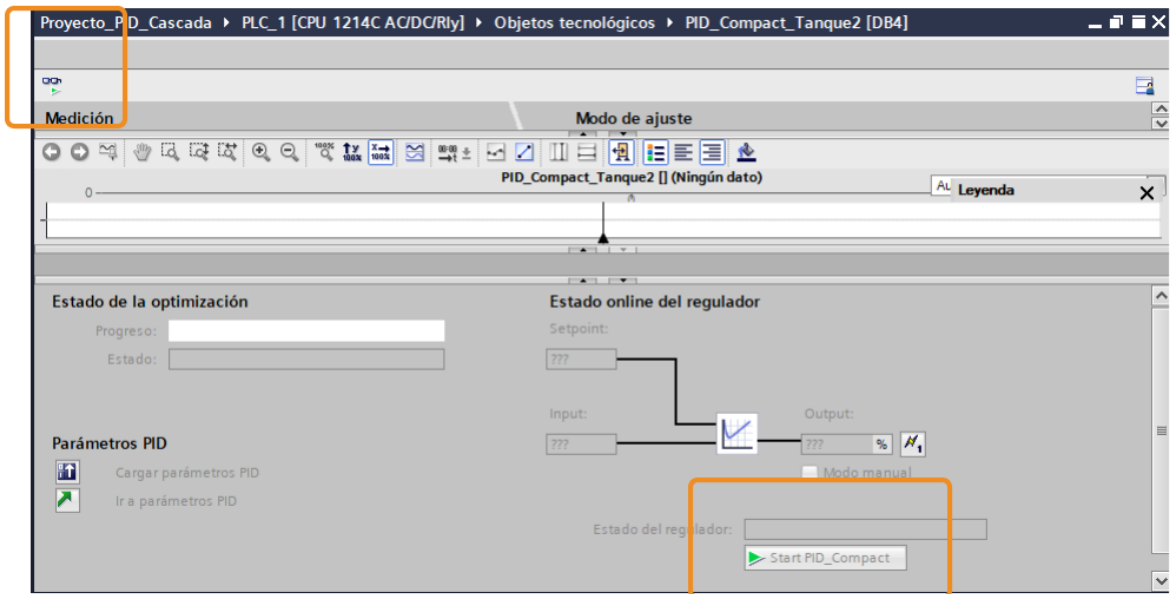 Proyecto_PID_Cascada ▸ PLC_1 [CPU 1214C AC/DC/Rly] ▸ Objetos tecnológicos ▸ PID_Compact_Tanque2 [DB4]
Medición Modo de ajuste
PID_Compact_Tanque2 [] (Ningún dato)
0
Au Leyenda
Estado de la optimización Estado online del regulador
Progreso: Setpoint:
Estado: ???
Input: Output:
Parámetros PID ??? ??? %
Cargar parámetros PID Modo manual
Ir a parámetros PID
Estado del regulador:
Start PID_Compact